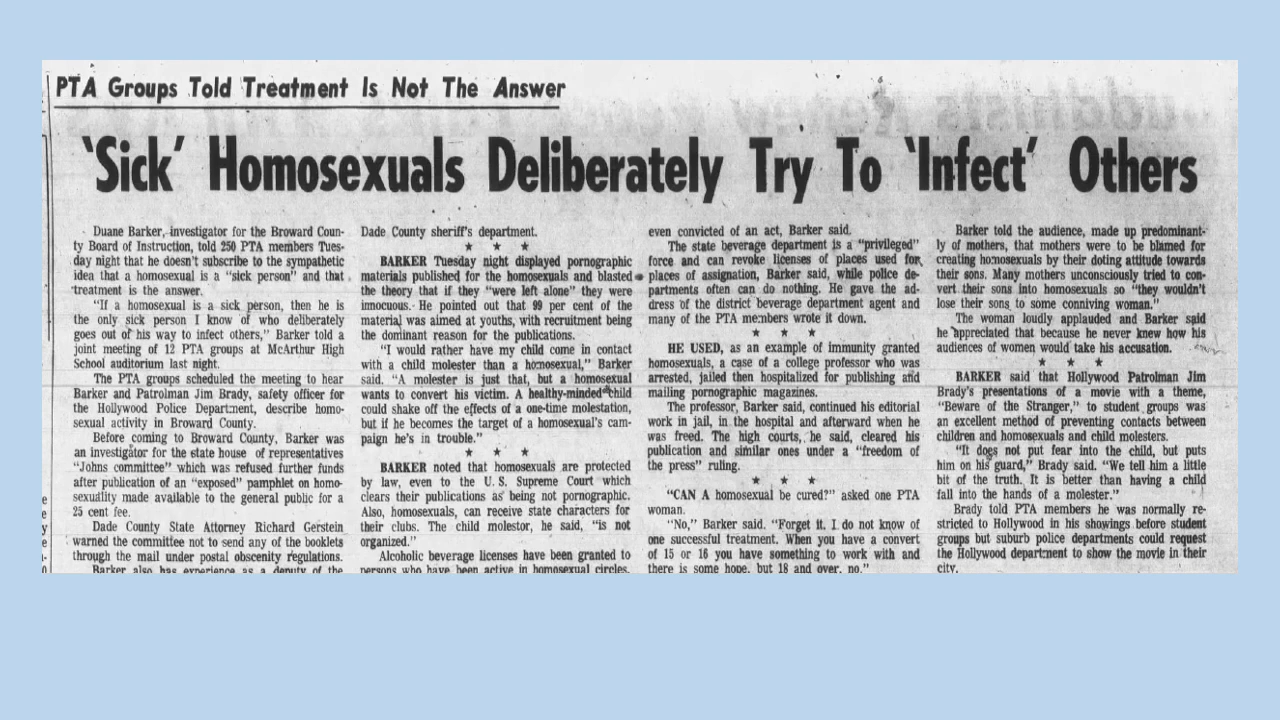 PTA Groups Told Treatment Is Not The Answer
'Sick' Homosexuals Deliberately Try To 'Infect' Others
Duane Barker, investigator for the Broward Coun-
ty Board of Instruction, told 250 PTA members Tues-
day night that he doesn't subscribe to the sympathetic
idea that a homosexual is a "sick person" and that
treatment is the answer.
"If a homosexual is a sick person, then he is
the only sick person I know of who deliberately
goes out of his way to infect others," Barker told a
joint meeting of 12 PTA groups at McArthur High
School auditorium last night.
The PTA groups scheduled the meeting to hear
Barker and Patrolman Jim Brady, safety officer for
the Hollywood Police Department, describe homo-
sexual activity in Broward County.
Before coming to Broward County, Barker was
an investigator for the state house of representatives
"Johns committee" which was refused further funds
after publication of an "exposed" pamphlet on homo-
sexuality made available to the general public for a
25 cent fee.
Dade County State Attorney Richard Gerstein
warned the committee not to send any of the booklets
through the mail under postal obscenity regulations.
Barker also has experience as a deputy of the
Dade County sheriff's department.
★ ★ ★
BARKER Tuesday night displayed pornographic
materials published for the homosexuals and blasted
the theory that if they "were left alone" they were
innocuous. He pointed out that 99 per cent of the
material was aimed at youths, with recruitment being
the dominant reason for the publications.
"I would rather have my child come in contact
with a child molester than a homosexual," Barker
said. "A molester is just that, but a homosexual
wants to convert his victim. A healthy-minded child
could shake off the effects of a one-time molestation,
but if he becomes the target of a homosexual's cam-
paign he's in trouble."
★ ★ ★
BARKER noted that homosexuals are protected
by law, even to the U. S. Supreme Court which
clears their publications as being not pornographic.
Also, homosexuals, can receive state characters for
their clubs. The child molestor, he said, "is not
organized."
Alcoholic beverage licenses have been granted to
persons who have been active in homosexual circles,
even convicted of an act, Barker said.
The state beverage department is a "privileged"
force and can revoke licenses of places used for
places of assignation, Barker said, while police de-
partments often can do nothing. He gave the ad-
dress of the district beverage department agent and
many of the PTA members wrote it down.
★ ★ ★
HE USED, as an example of immunity granted
homosexuals, a case of a college professor who was
arrested, jailed then hospitalized for publishing and
mailing pornographic magazines.
The professor, Barker said, continued his editorial
work in jail, in the hospital and afterward when he
was freed. The high courts, he said, cleared his
publication and similar ones under a "freedom of
the press" ruling.
★ ★ ★
"CAN A homosexual be cured?" asked one PTA
woman.
"No," Barker said. "Forget it. I do not know of
one successful treatment. When you have a convert
of 15 or 16 you have something to work with and
there is some hope, but 18 and over, no."
Barker told the audience, made up predominant-
ly of mothers, that mothers were to be blamed for
creating homosexuals by their doting attitude towards
their sons. Many mothers unconsciously tried to con-
vert their sons into homosexuals so "they wouldn't
lose their sons to some conniving woman."
The woman loudly applauded and Barker said
he appreciated that because he never knew how his
audiences of women would take his accusation.
★ ★ ★
BARKER said that Hollywood Patrolman Jim
Brady's presentations of a movie with a theme,
"Beware of the Stranger," to student groups was
an excellent method of preventing contacts between
children and homosexuals and child molesters.
"It does not put fear into the child, but puts
him on his guard," Brady said. "We tell him a little
bit of the truth. It is better than having a child
fall into the hands of a molester."
Brady told PTA members he was normally re-
stricted to Hollywood in his showings before student
groups but suburb police departments could request
the Hollywood department to show the movie in their
city.